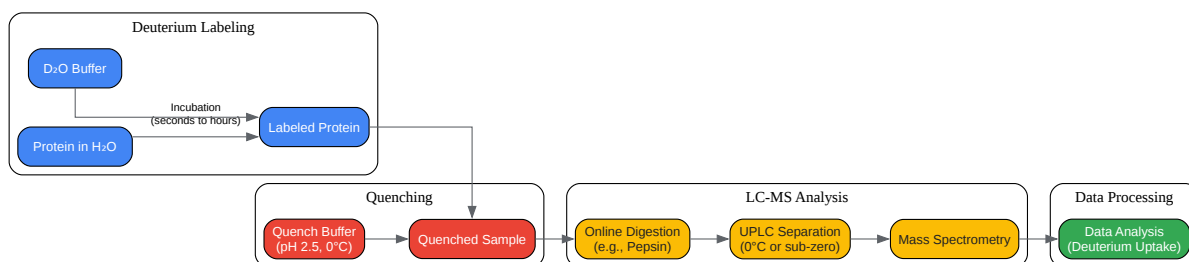 Deuterium Labeling
D₂O Buffer
Incubation
(seconds to hours)
Protein in H₂O
Labeled Protein
Quenching
Quench Buffer
(pH 2.5, 0°C)
Quenched Sample
LC-MS Analysis
Online Digestion
(e.g., Pepsin)
UPLC Separation
(0°C or sub-zero)
Mass Spectrometry
Data Processing
Data Analysis
(Deuterium Uptake)